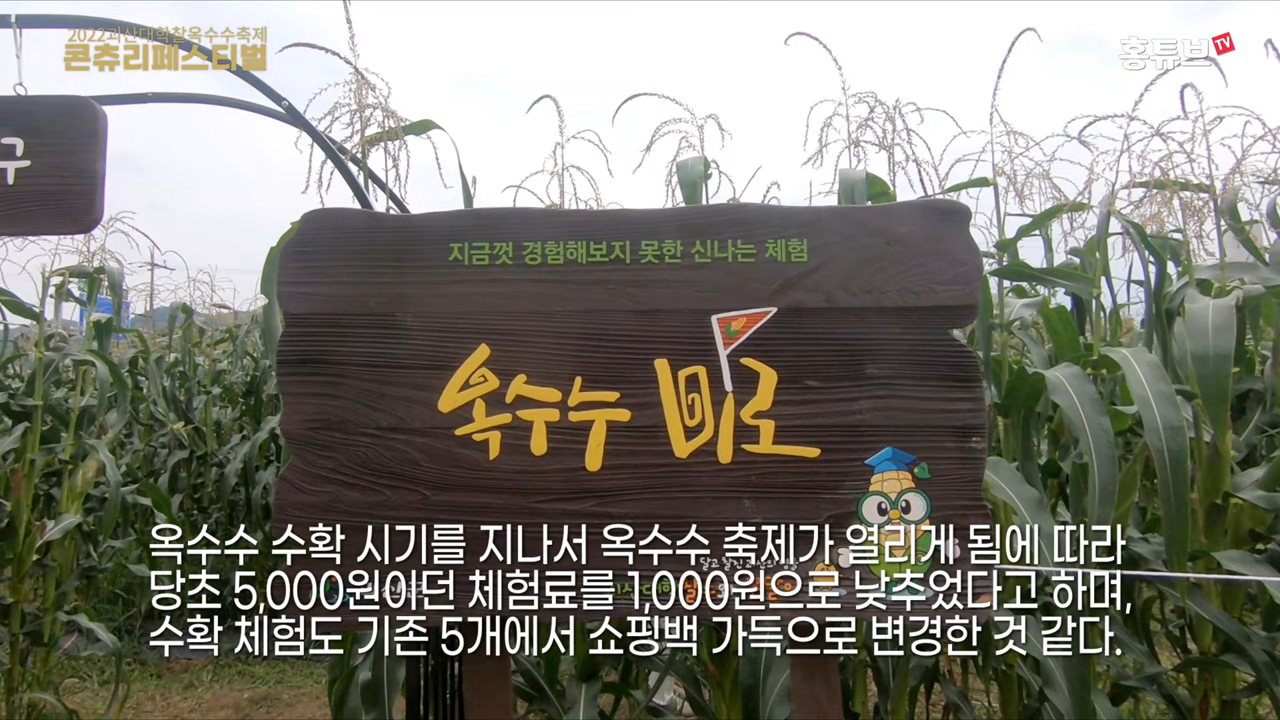 2022괴산대학찰옥수수축제
콘츄리페스티벌
홍튜브TV
구
지금껏 경험해보지 못한 신나는 체험
옥수수 미로
옥수수 수확 시기를 지나서 옥수수 축제가 열리게 됨에 따라
당초 5,000원이던 체험료를 1,000원으로 낮추었다고 하며,
수확 체험도 기존 5개에서 쇼핑백 가득으로 변경한 것 같다.